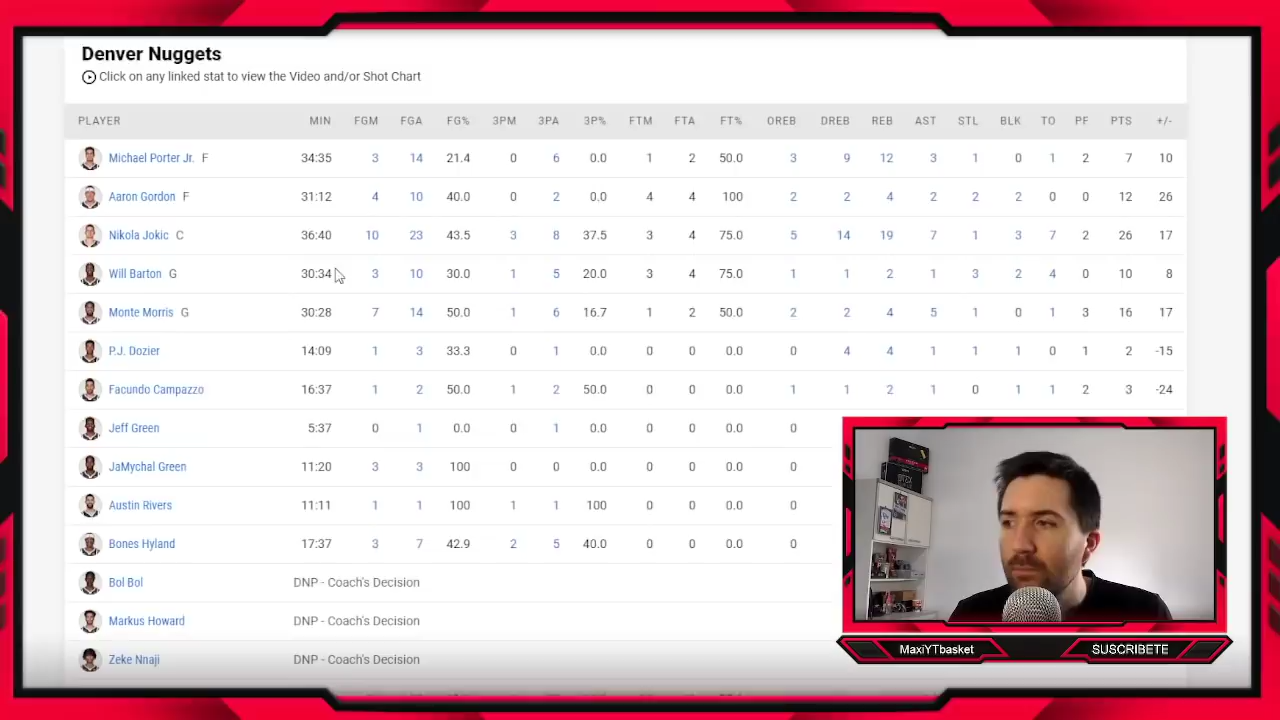 Denver Nuggets
Click on any linked stat to view the Video and/or Shot Chart
PLAYER MIN FGM FGA FG% 3PM 3PA 3P% FTM FTA FT% OREB DREB REB AST STL BLK TO PF PTS +/-
Michael Porter Jr. F 34:35 3 14 21.4 0 6 0.0 1 2 50.0 3 9 12 3 1 0 1 2 7 10
Aaron Gordon F 31:12 4 10 40.0 0 2 0.0 4 4 100 2 2 4 2 2 2 0 0 12 26
Nikola Jokic C 36:40 10 23 43.5 3 8 37.5 3 4 75.0 5 14 19 7 1 3 7 2 26 17
Will Barton G 30:34 3 10 30.0 1 5 20.0 3 4 75.0 1 1 2 1 3 2 4 0 10 8
Monte Morris G 30:28 7 14 50.0 1 6 16.7 1 2 50.0 2 2 4 5 1 0 1 3 16 17
P.J. Dozier 14:09 1 3 33.3 0 1 0.0 0 0 0.0 0 4 4 1 1 1 0 1 2 -15
Facundo Campazzo 16:37 1 2 50.0 1 2 50.0 0 0 0.0 1 1 2 1 0 1 1 2 3 -24
Jeff Green 5:37 0 1 0.0 0 1 0.0 0 0 0.0 0
JaMychal Green 11:20 3 3 100 0 0 0.0 0 0 0.0 0
Austin Rivers 11:11 1 1 100 1 1 100 0 0 0.0 0
Bones Hyland 17:37 3 7 42.9 2 5 40.0 0 0 0.0 0
Bol Bol DNP - Coach's Decision
Markus Howard DNP - Coach's Decision
Zeke Nnaji DNP - Coach's Decision
MaxiYTbasket
SUSCRIBETE